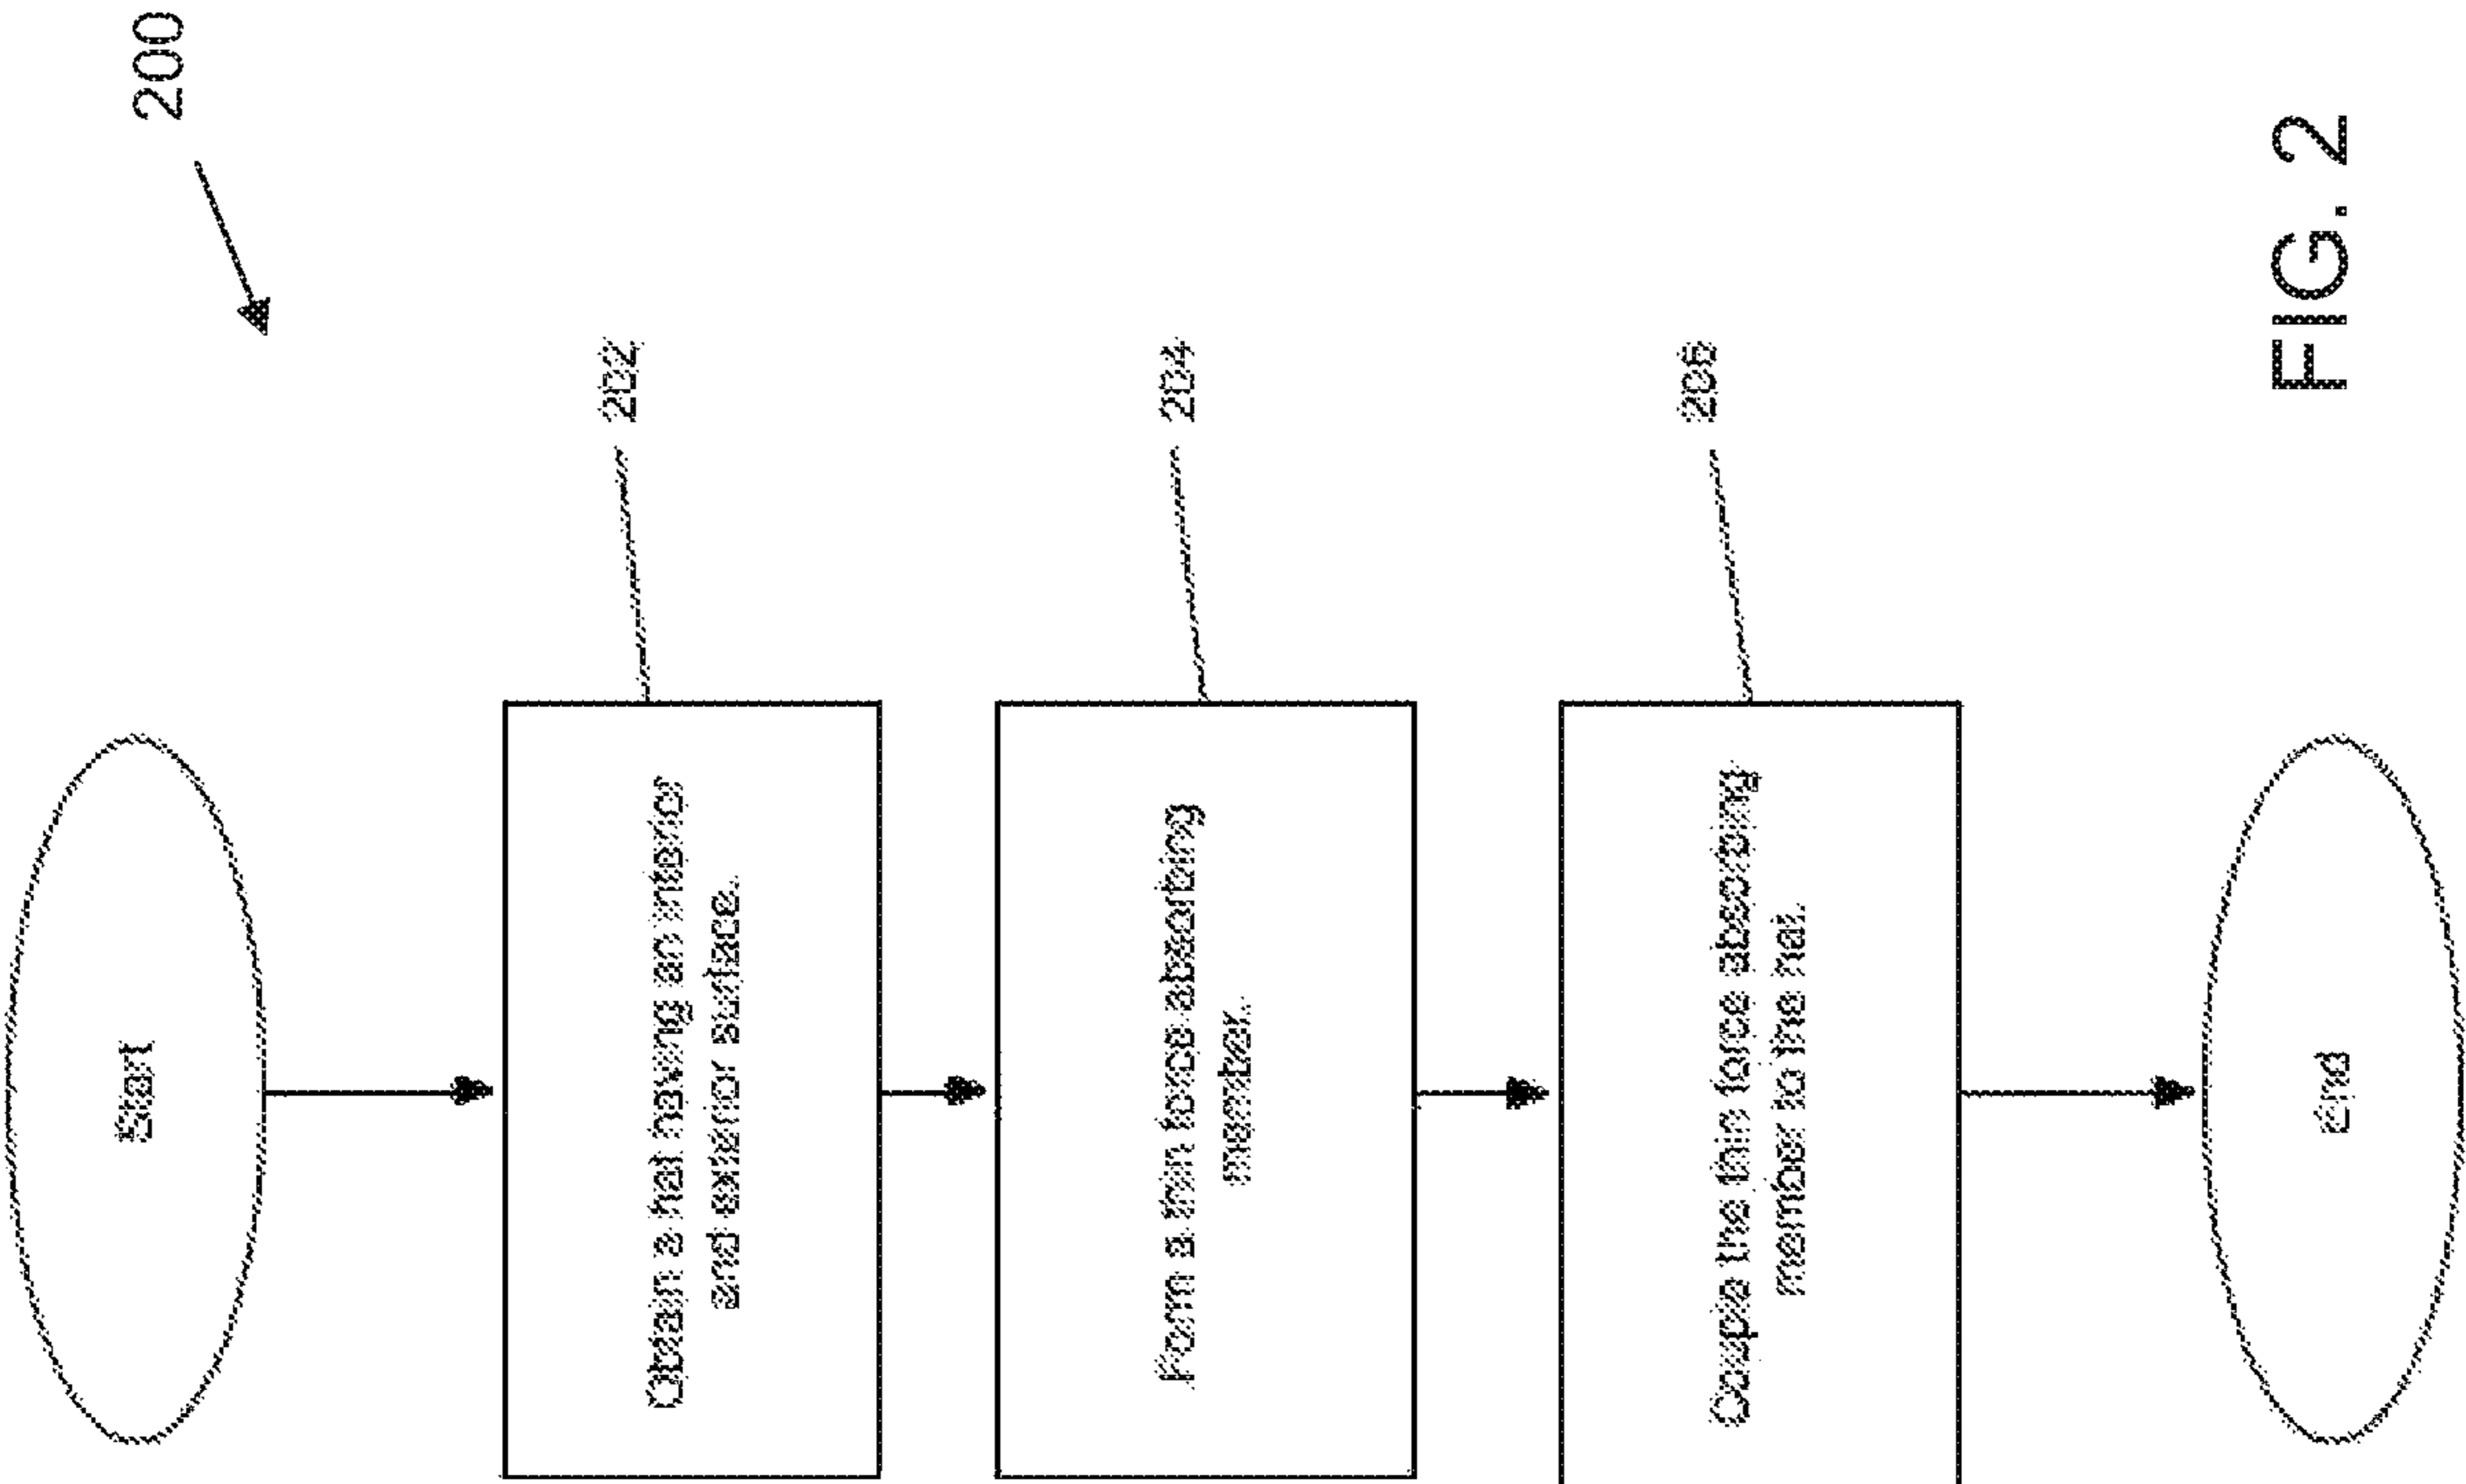 200
Start
Obtain a hat having an interior
and exterior surface.
202
Form a thin force absorbing
member.
204
Couple the thin force absorbing
member to the hat.
206
End
FIG. 2